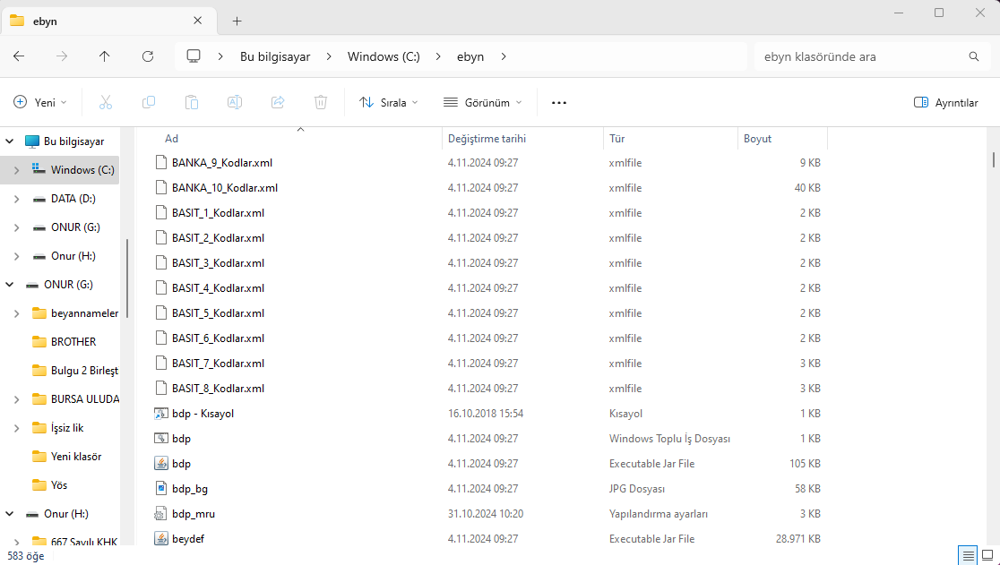 ebyn
Bu bilgisayar
Windows (C:)
ebyn
ebyn klasöründe ara
Yeni
Sırala
Görünüm
Ayrıntılar
Bu bilgisayar
Windows (C:)
DATA (D:)
ONUR (G:)
Onur (H:)
ONUR (G:)
beyannameler
BROTHER
Bulgu 2 Birleşt
BURSA ULUDA
İşsiz lik
Yeni klasör
Yös
Onur (H:)
667 Sayılı KHK
Ad Değiştirme tarihi Tür Boyut
BANKA_9_Kodlar.xml 4.11.2024 09:27 xmlfile 9 KB
BANKA_10_Kodlar.xml 4.11.2024 09:27 xmlfile 40 KB
BASIT_1_Kodlar.xml 4.11.2024 09:27 xmlfile 2 KB
BASIT_2_Kodlar.xml 4.11.2024 09:27 xmlfile 2 KB
BASIT_3_Kodlar.xml 4.11.2024 09:27 xmlfile 2 KB
BASIT_4_Kodlar.xml 4.11.2024 09:27 xmlfile 2 KB
BASIT_5_Kodlar.xml 4.11.2024 09:27 xmlfile 2 KB
BASIT_6_Kodlar.xml 4.11.2024 09:27 xmlfile 2 KB
BASIT_7_Kodlar.xml 4.11.2024 09:27 xmlfile 3 KB
BASIT_8_Kodlar.xml 4.11.2024 09:27 xmlfile 3 KB
bdp - Kısayol 16.10.2018 15:54 Kısayol 1 KB
bdp 4.11.2024 09:27 Windows Toplu İş Dosyası 1 KB
bdp 4.11.2024 09:27 Executable Jar File 105 KB
bdp_bg 4.11.2024 09:27 JPG Dosyası 58 KB
bdp_mru 31.10.2024 10:20 Yapılandırma ayarları 3 KB
beydef 4.11.2024 09:27 Executable Jar File 28.971 KB
583 öğe